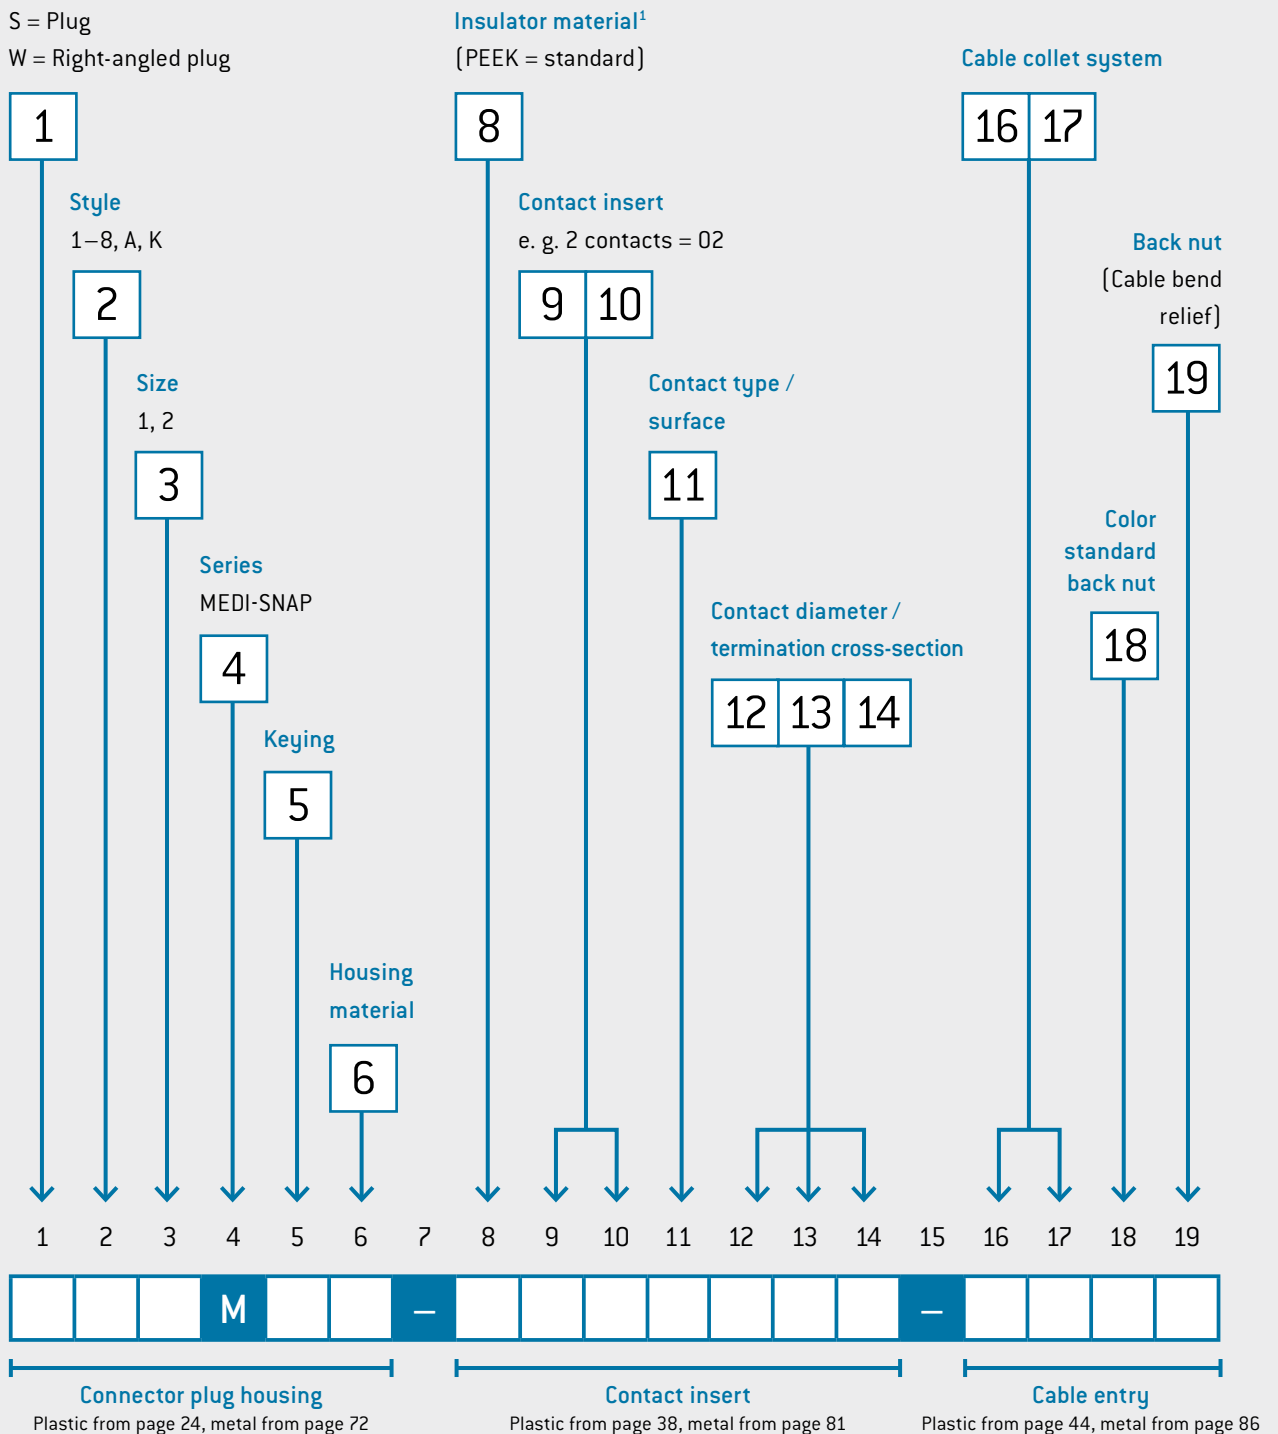 S = Plug
W = Right-angled plug
1
Style
1–8, A, K
2
Size
1, 2
3
Series
MEDI-SNAP
4
Keying
5
Housing
material
6
Insulator material¹
(PEEK = standard)
8
Contact insert
e. g. 2 contacts = 02
9 10
Contact type /
surface
11
Contact diameter /
termination cross-section
12 13 14
Cable collet system
16 17
Back nut
(Cable bend
relief)
19
Color
standard
back nut
18
1 2 3 4 5 6 7 8 9 10 11 12 13 14 15 16 17 18 19
M – –
Connector plug housing
Plastic from page 24, metal from page 72
Contact insert
Plastic from page 38, metal from page 81
Cable entry
Plastic from page 44, metal from page 86